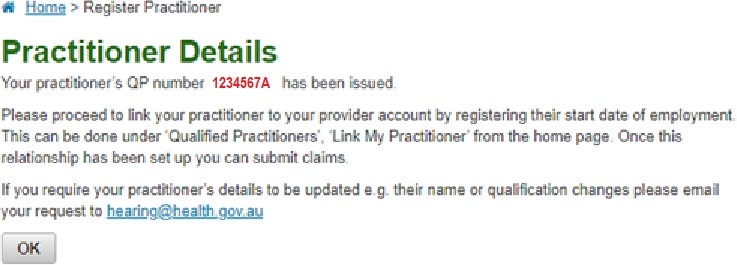 Home > Register Practitioner
Practitioner Details
Your practitioner's QP number 1234567A has been issued.
Please proceed to link your practitioner to your provider account by registering their start date of employment.
This can be done under 'Qualified Practitioners', 'Link My Practitioner' from the home page. Once this
relationship has been set up you can submit claims.
If you require your practitioner's details to be updated e.g. their name or qualification changes please email
your request to hearing@health.gov.au
OK